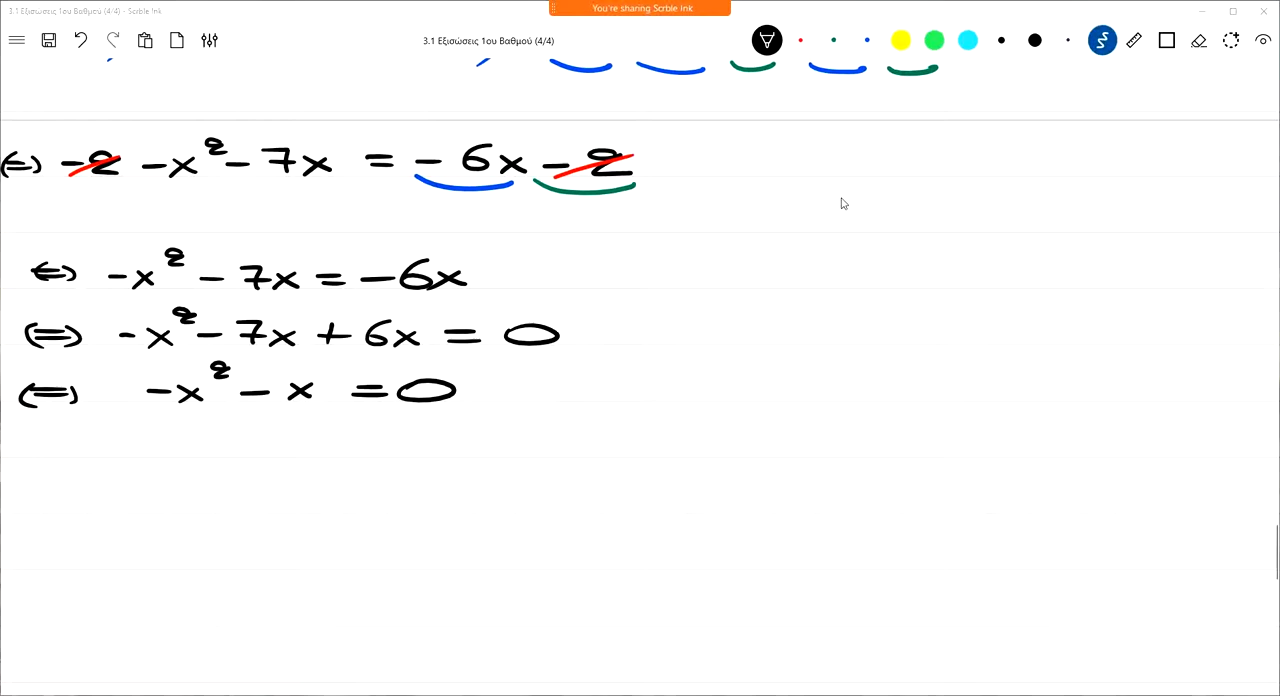 3.1 Εξισώσεις 1ου Βαθμού (4/4) - Scrble Ink
You're sharing Scrble Ink
3.1 Εξισώσεις 1ου Βαθμού (4/4)
⇔ -2 -x² - 7x = - 6x - 2
⇔ -x² - 7x = -6x
⇔ -x² - 7x + 6x = 0
⇔ -x² - x = 0